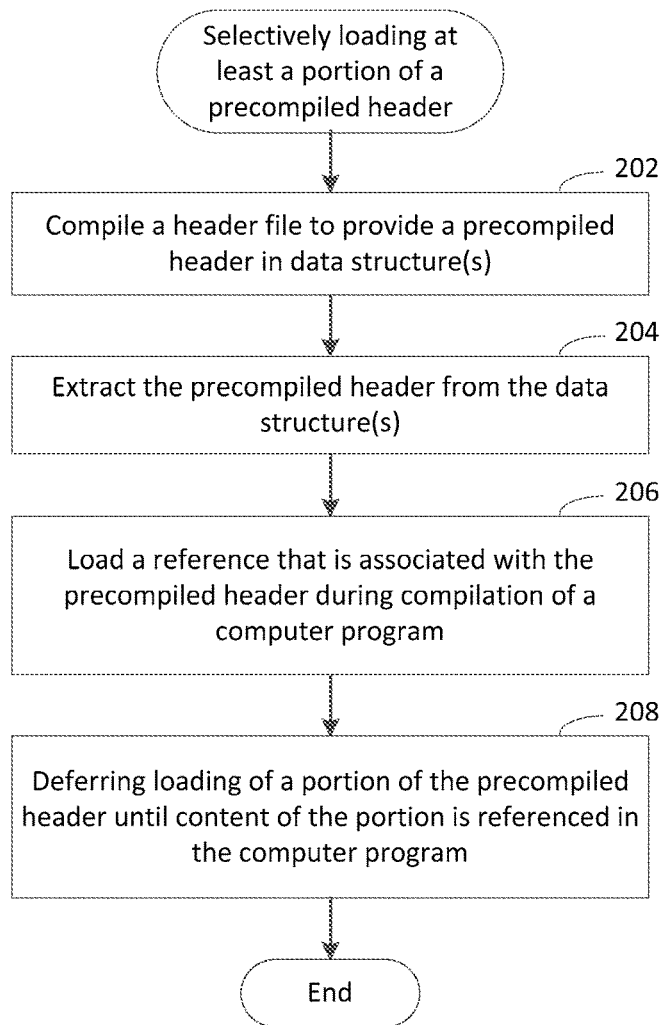 Selectively loading at
least a portion of a
precompiled header
202
Compile a header file to provide a precompiled
header in data structure(s)
204
Extract the precompiled header from the data
structure(s)
206
Load a reference that is associated with the
precompiled header during compilation of a
computer program
208
Deferring loading of a portion of the precompiled
header until content of the portion is referenced in
the computer program
End